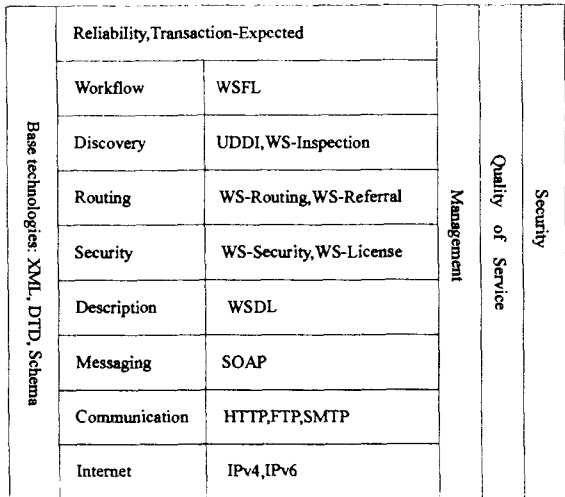 Base technologies: XML, DTD, Schema
Reliability,Transaction-Expected
Workflow WSFL
Discovery UDDI,WS-Inspection
Routing WS-Routing,WS-Referral
Security WS-Security,WS-License
Description WSDL
Messaging SOAP
Communication HTTP,FTP,SMTP
Internet IPv4,IPv6
Management
Quality of Service
Security